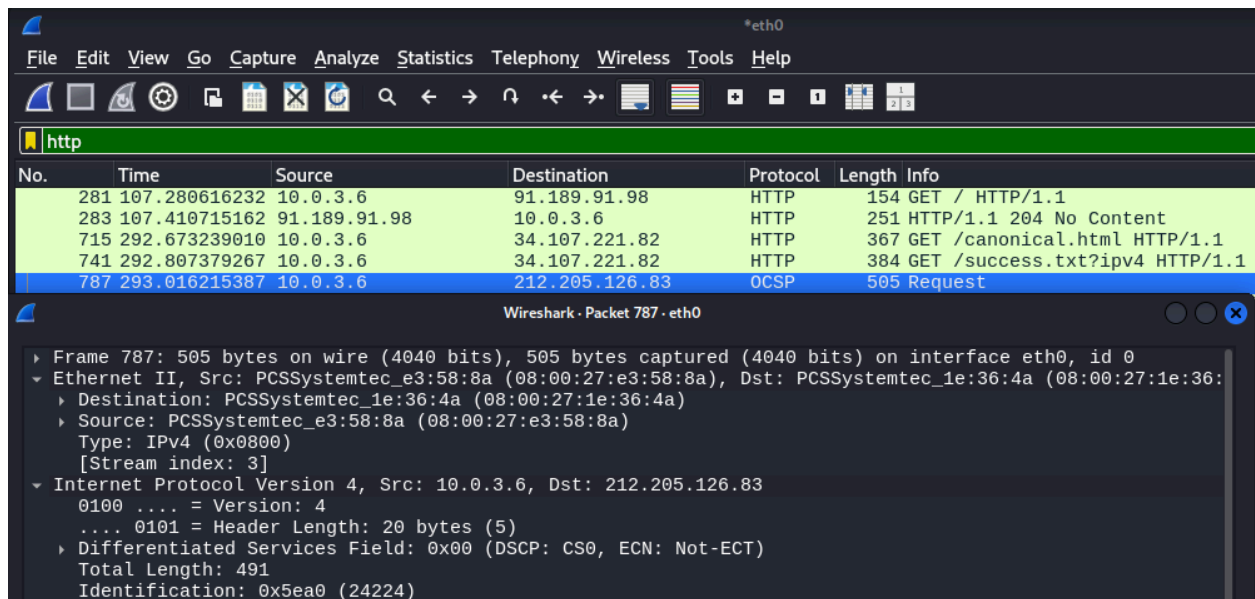 *eth0
File Edit View Go Capture Analyze Statistics Telephony Wireless Tools Help
http
No. Time Source Destination Protocol Length Info
281 107.280616232 10.0.3.6 91.189.91.98 HTTP 154 GET / HTTP/1.1
283 107.410715162 91.189.91.98 10.0.3.6 HTTP 251 HTTP/1.1 204 No Content
715 292.673239010 10.0.3.6 34.107.221.82 HTTP 367 GET /canonical.html HTTP/1.1
741 292.807379267 10.0.3.6 34.107.221.82 HTTP 384 GET /success.txt?ipv4 HTTP/1.1
787 293.016215387 10.0.3.6 212.205.126.83 OCSP 505 Request
Wireshark · Packet 787 · eth0
Frame 787: 505 bytes on wire (4040 bits), 505 bytes captured (4040 bits) on interface eth0, id 0
Ethernet II, Src: PCSSystemtec_e3:58:8a (08:00:27:e3:58:8a), Dst: PCSSystemtec_1e:36:4a (08:00:27:1e:36:
Destination: PCSSystemtec_1e:36:4a (08:00:27:1e:36:4a)
Source: PCSSystemtec_e3:58:8a (08:00:27:e3:58:8a)
Type: IPv4 (0x0800)
[Stream index: 3]
Internet Protocol Version 4, Src: 10.0.3.6, Dst: 212.205.126.83
0100 .... = Version: 4
.... 0101 = Header Length: 20 bytes (5)
Differentiated Services Field: 0x00 (DSCP: CS0, ECN: Not-ECT)
Total Length: 491
Identification: 0x5ea0 (24224)